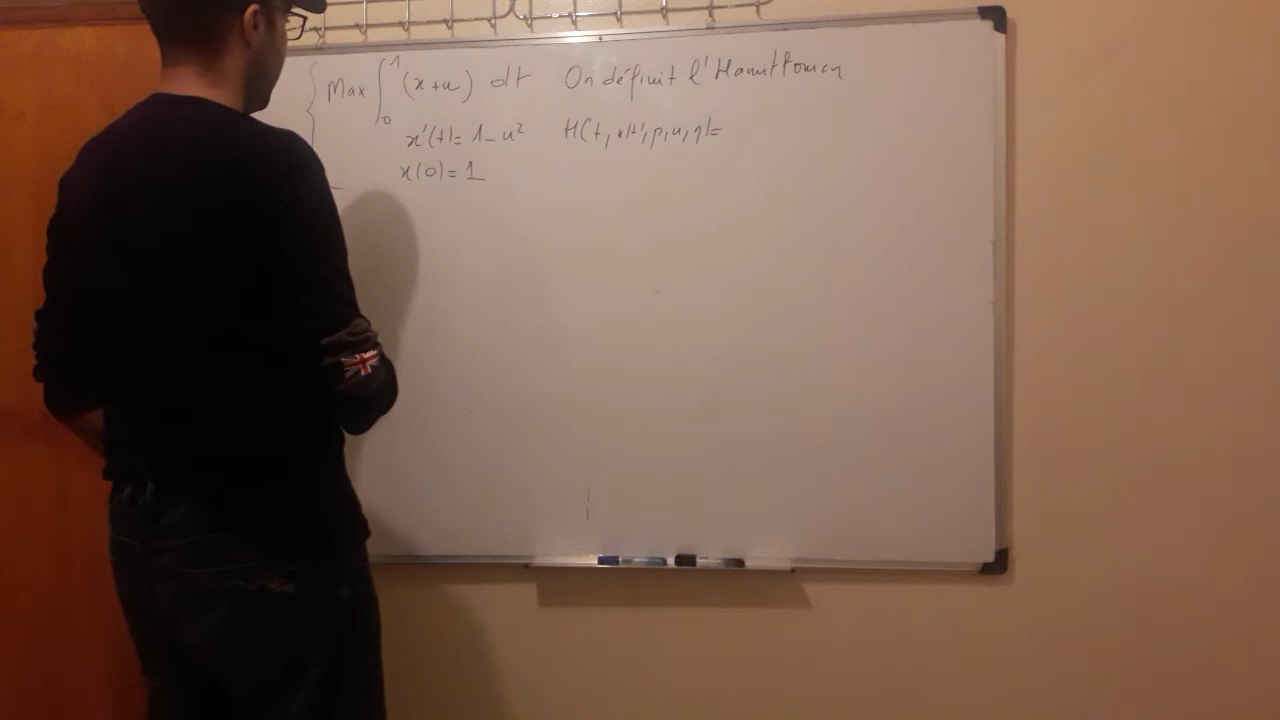 Max ∫₀¹ (x+u) dt On définit l'Hamiltonien
x'(t)= 1-u² H(t, x(t), p, u, η)=
x(0)=1